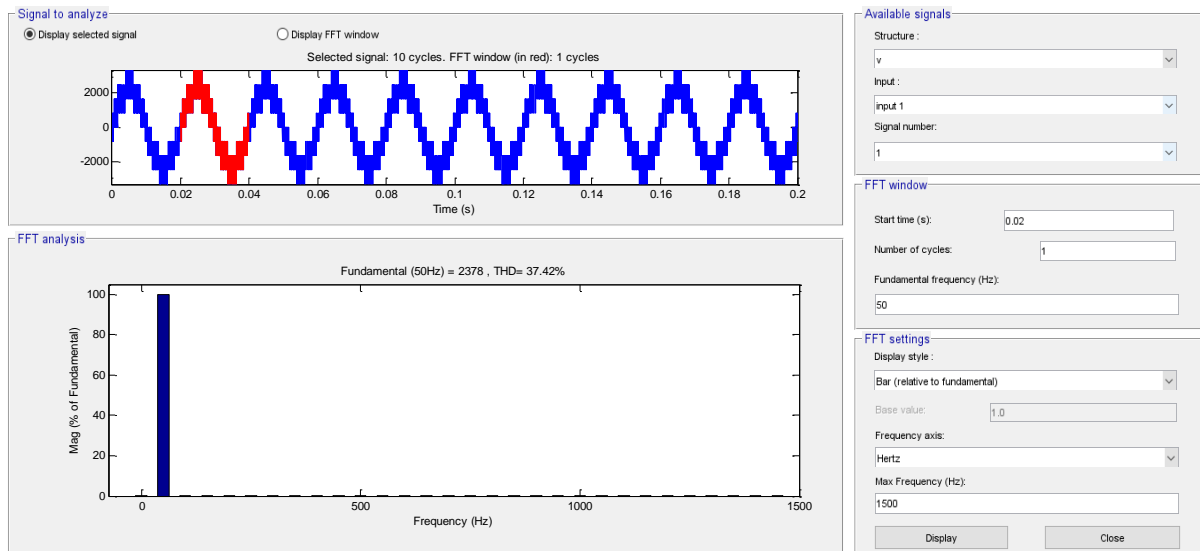 Signal to analyze
Display selected signal
Display FFT window
Selected signal: 10 cycles. FFT window (in red): 1 cycles
2000
0
-2000
0 0.02 0.04 0.06 0.08 0.1 0.12 0.14 0.16 0.18 0.2
Time (s)
FFT analysis
Fundamental (50Hz) = 2378 , THD= 37.42%
100
80
60
40
20
0
0 500 1000 1500
Frequency (Hz)
Mag (% of Fundamental)
Available signals
Structure :
v
Input :
input 1
Signal number:
1
FFT window
Start time (s): 0.02
Number of cycles: 1
Fundamental frequency (Hz):
50
FFT settings
Display style :
Bar (relative to fundamental)
Base value: 1.0
Frequency axis:
Hertz
Max Frequency (Hz):
1500
Display Close